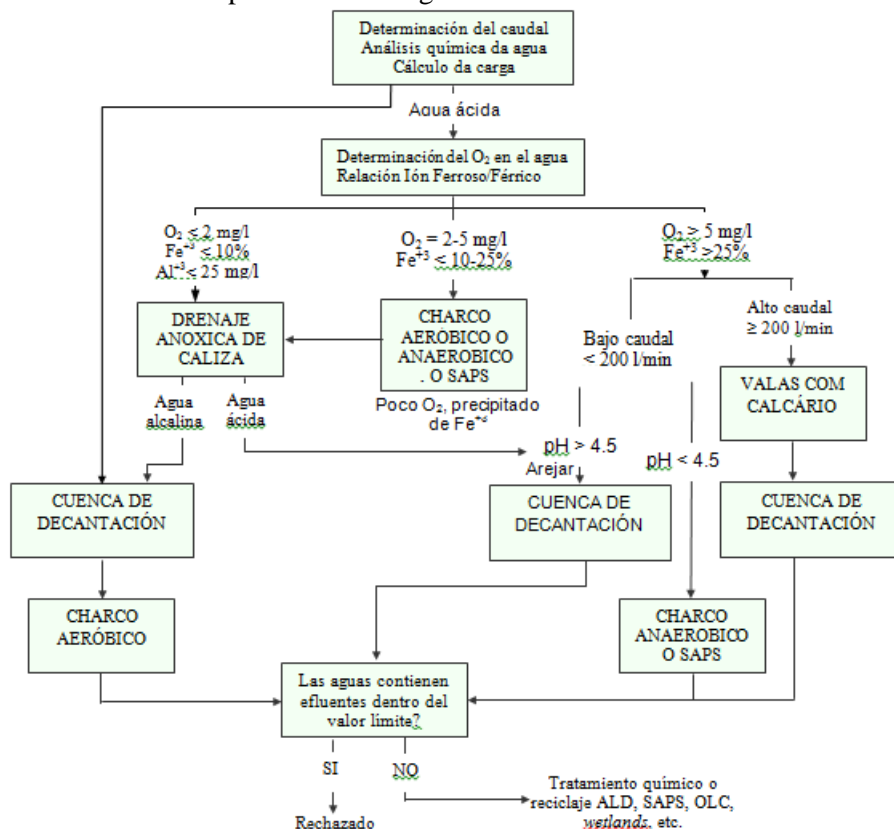 Determinación del caudal
Análisis química da agua
Cálculo da carga
Agua ácida
Determinación del O₂ en el agua
Relación Ión Ferroso/Férrico
O₂ < 2 mg/l
Fe⁺³ < 10%
Al⁺³ < 25 mg/l
O₂ = 2-5 mg/l
Fe⁺³ < 10-25%
O₂ > 5 mg/l
Fe⁺³ >25%
DRENAJE
ANOXICA DE
CALIZA
CHARCO
AERÓBICO O
ANAEROBICO
. O SAPS
Bajo caudal
< 200 l/min
Alto caudal
≥ 200 l/min
VALAS COM
CALCÁRIO
Agua
alcalina
Agua
ácida
Poco O₂, precipitado
de Fe⁺³
pH > 4.5
Arejar
pH < 4.5
CUENCA DE
DECANTACIÓN
CUENCA DE
DECANTACIÓN
CUENCA DE
DECANTACIÓN
CHARCO
AERÓBICO
CHARCO
ANAEROBICO
O SAPS
Las aguas contienen
efluentes dentro del
valor límite?
SI
NO
Rechazado
Tratamiento químico o
reciclaje ALD, SAPS, OLC,
wetlands, etc.